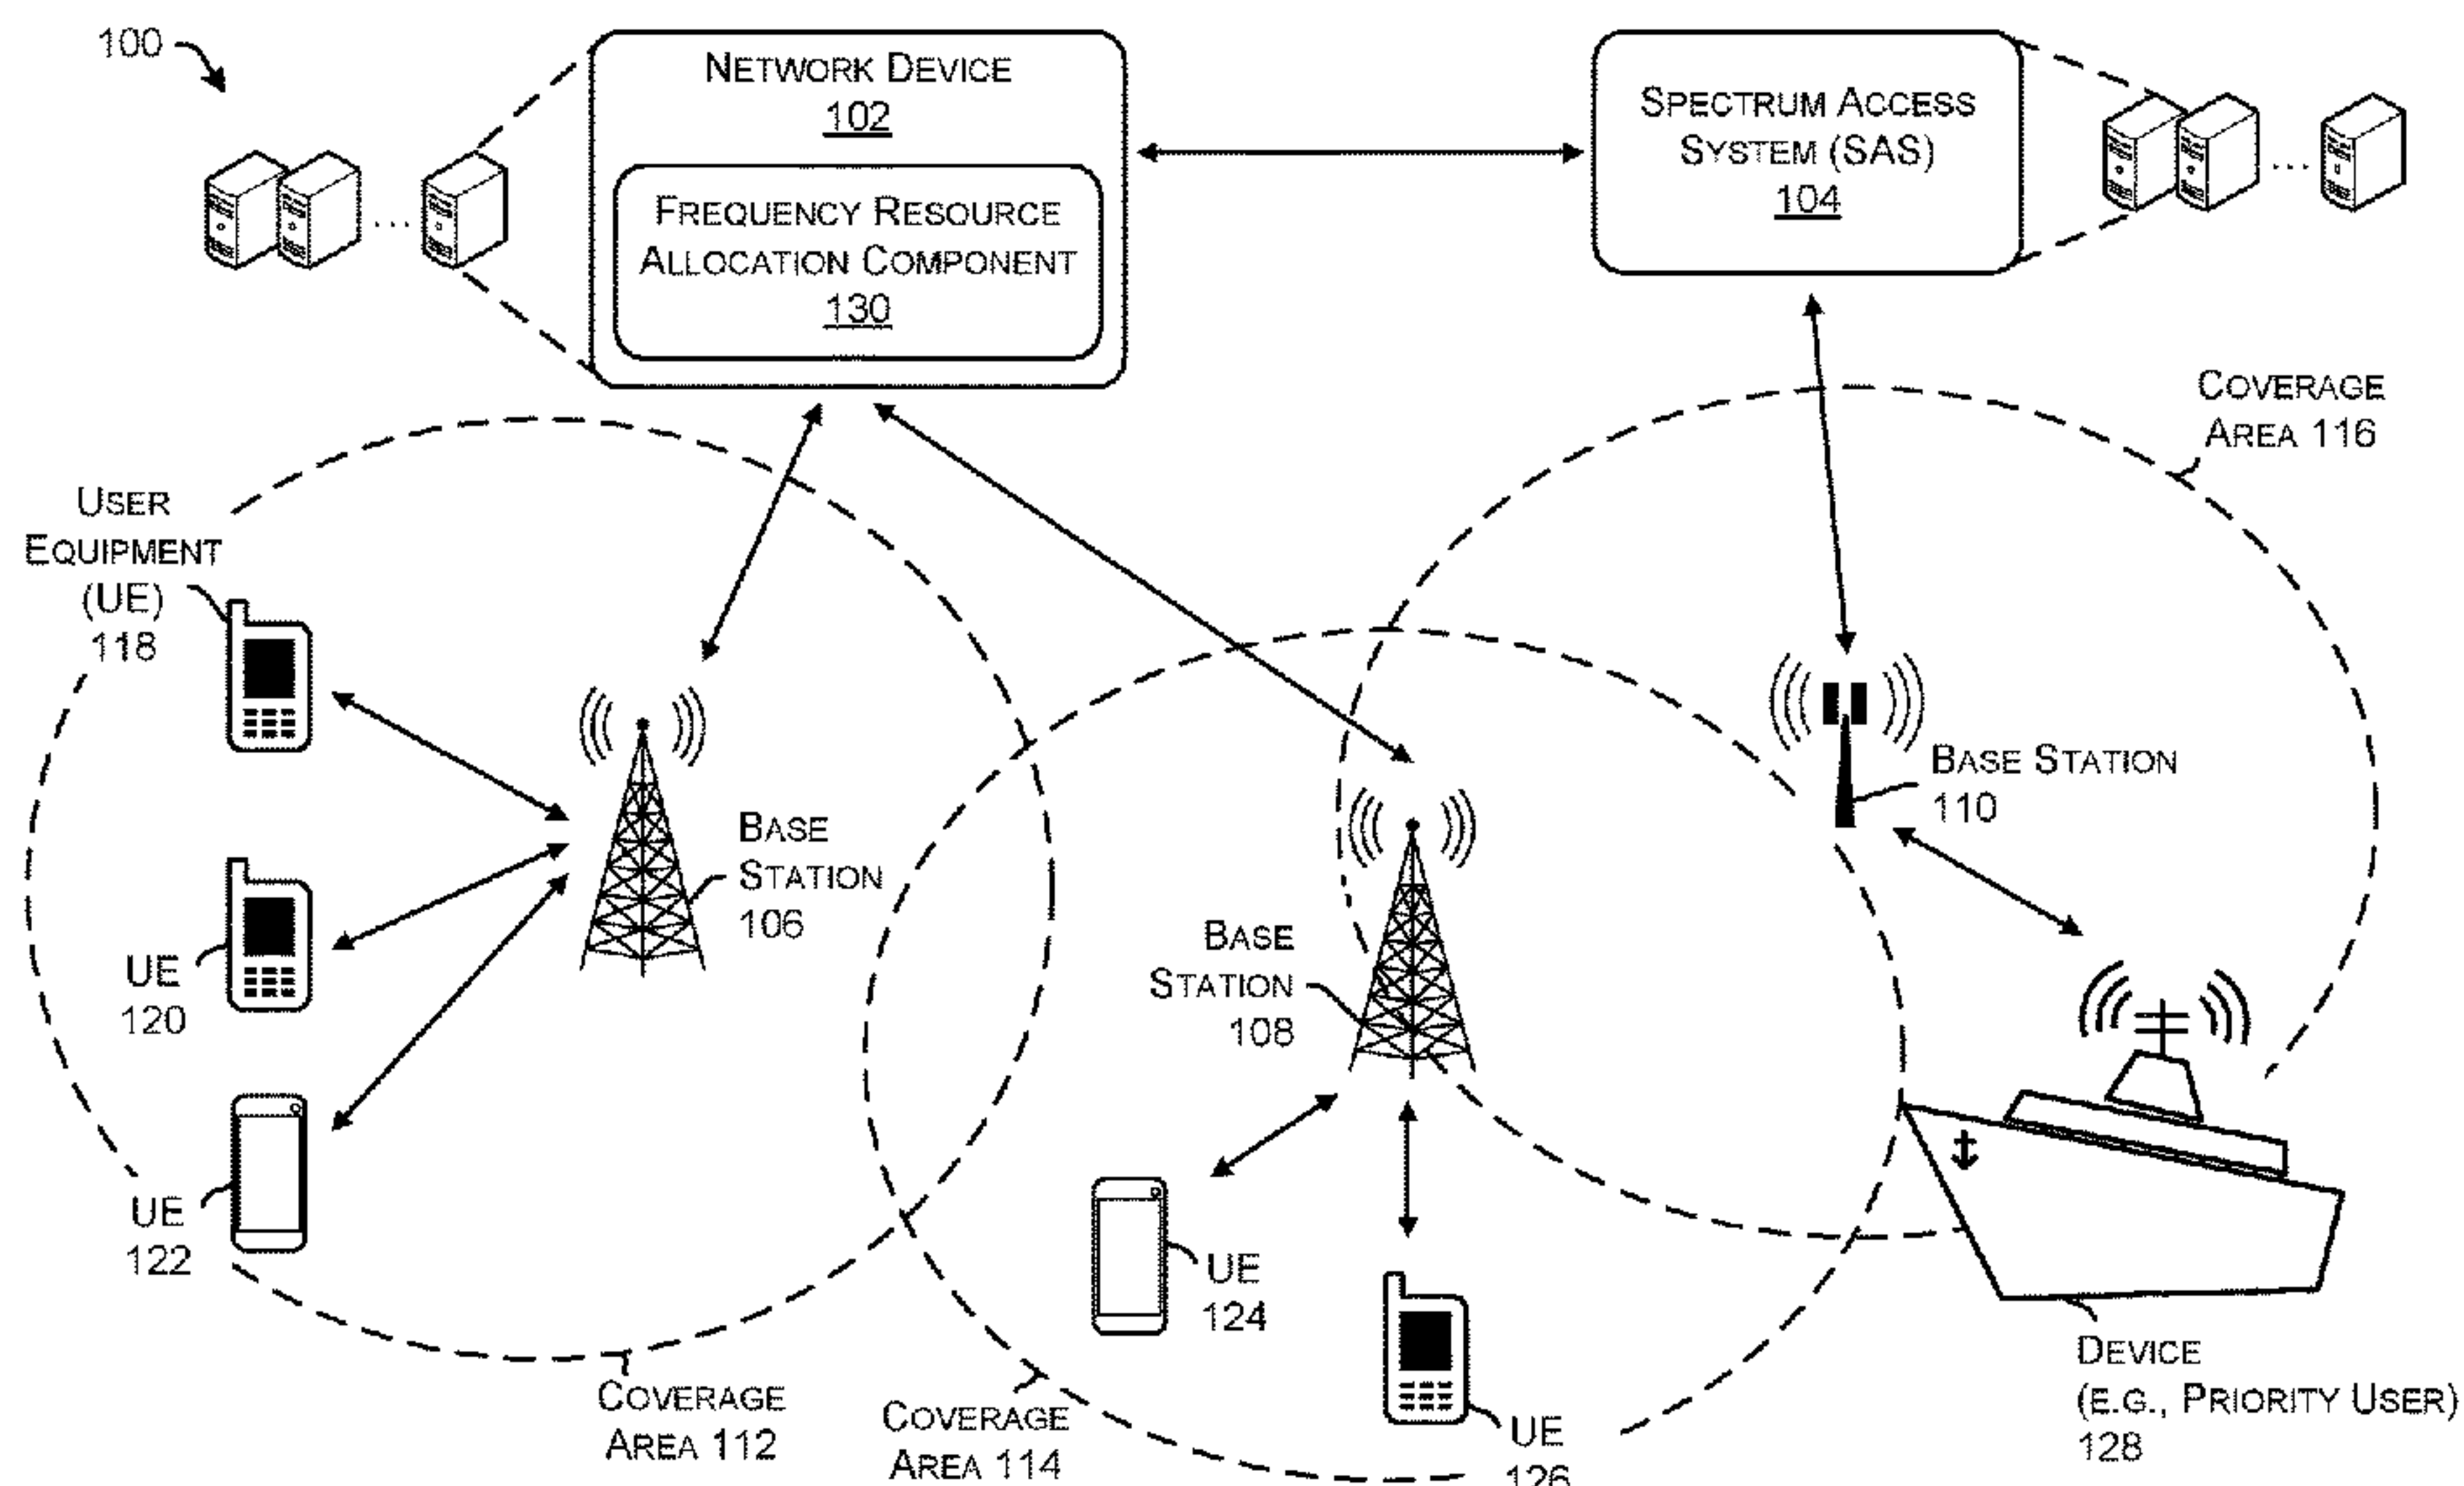 100
NETWORK DEVICE
102
FREQUENCY RESOURCE
ALLOCATION COMPONENT
130
SPECTRUM ACCESS
SYSTEM (SAS)
104
...
...
COVERAGE
AREA 116
USER
EQUIPMENT
(UE)
118
BASE STATION
110
BASE
STATION
106
BASE
STATION
108
UE
120
UE
122
UE
124
DEVICE
(E.G., PRIORITY USER)
128
COVERAGE
AREA 112
COVERAGE
AREA 114
UE
126